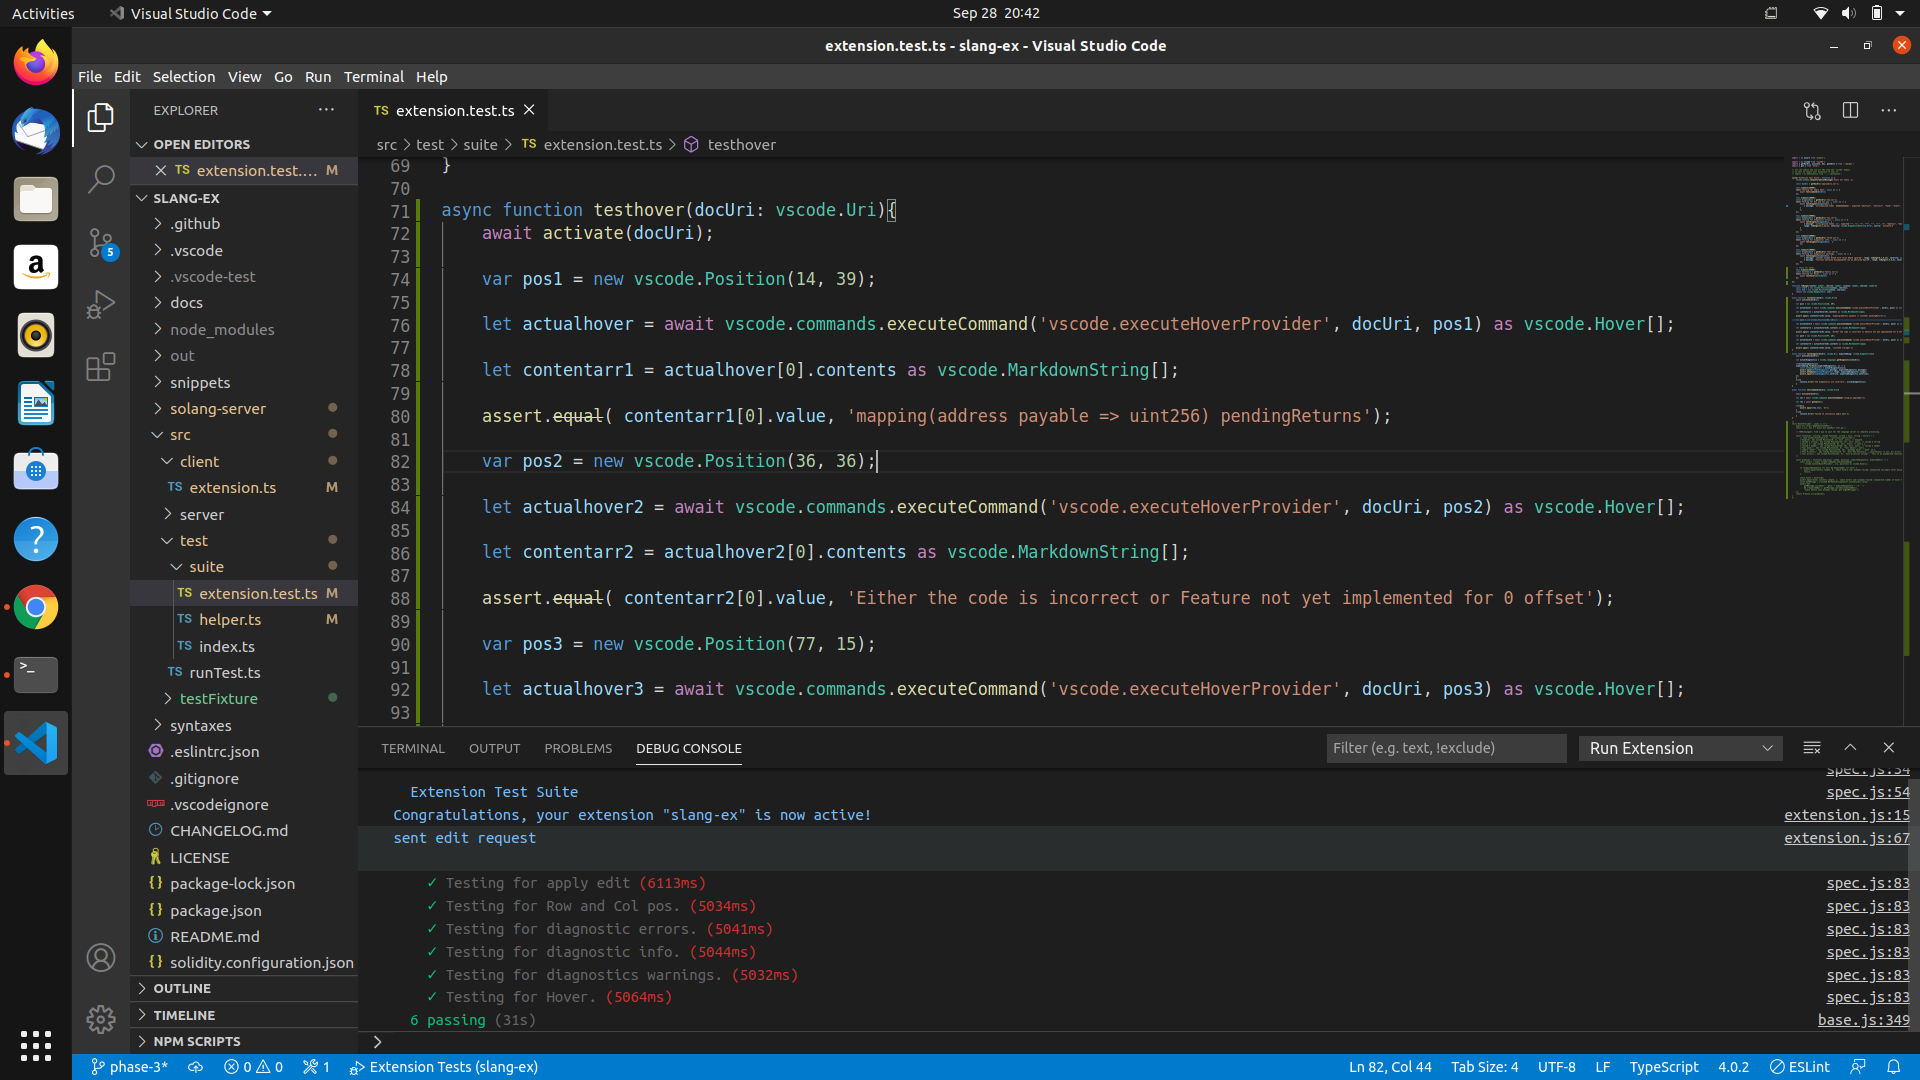 Activities
Visual Studio Code
Sep 28 20:42
extension.test.ts - slang-ex - Visual Studio Code
File Edit Selection View Go Run Terminal Help
EXPLORER
OPEN EDITORS
TS extension.test.... M
SLANG-EX
.github
.vscode
5
.vscode-test
docs
node_modules
out
snippets
solang-server
src
client
TS extension.ts M
server
test
suite
TS extension.test.ts M
TS helper.ts M
TS index.ts
TS runTest.ts
testFixture
syntaxes
.eslintrc.json
.gitignore
.vscodeignore
CHANGELOG.md
LICENSE
package-lock.json
package.json
README.md
solidity.configuration.json
OUTLINE
TIMELINE
NPM SCRIPTS
TS extension.test.ts
src > test > suite > TS extension.test.ts > testhover
69 }
70
71 async function testhover(docUri: vscode.Uri){
72 await activate(docUri);
73
74 var pos1 = new vscode.Position(14, 39);
75
76 let actualhover = await vscode.commands.executeCommand('vscode.executeHoverProvider', docUri, pos1) as vscode.Hover[];
77
78 let contentarr1 = actualhover[0].contents as vscode.MarkdownString[];
79
80 assert.equal( contentarr1[0].value, 'mapping(address payable => uint256) pendingReturns');
81
82 var pos2 = new vscode.Position(36, 36);
83
84 let actualhover2 = await vscode.commands.executeCommand('vscode.executeHoverProvider', docUri, pos2) as vscode.Hover[];
85
86 let contentarr2 = actualhover2[0].contents as vscode.MarkdownString[];
87
88 assert.equal( contentarr2[0].value, 'Either the code is incorrect or Feature not yet implemented for 0 offset');
89
90 var pos3 = new vscode.Position(77, 15);
91
92 let actualhover3 = await vscode.commands.executeCommand('vscode.executeHoverProvider', docUri, pos3) as vscode.Hover[];
93
TERMINAL OUTPUT PROBLEMS DEBUG CONSOLE
Filter (e.g. text, !exclude)
Run Extension
spec.js:54
Extension Test Suite spec.js:54
Congratulations, your extension "slang-ex" is now active! extension.js:15
sent edit request extension.js:67
✓ Testing for apply edit (6113ms) spec.js:83
✓ Testing for Row and Col pos. (5034ms) spec.js:83
✓ Testing for diagnostic errors. (5041ms) spec.js:83
✓ Testing for diagnostic info. (5044ms) spec.js:83
✓ Testing for diagnostics warnings. (5032ms) spec.js:83
✓ Testing for Hover. (5064ms) spec.js:83
6 passing (31s) base.js:349
phase-3* 0 0 1 Extension Tests (slang-ex)
Ln 82, Col 44 Tab Size: 4 UTF-8 LF TypeScript 4.0.2 ESLint